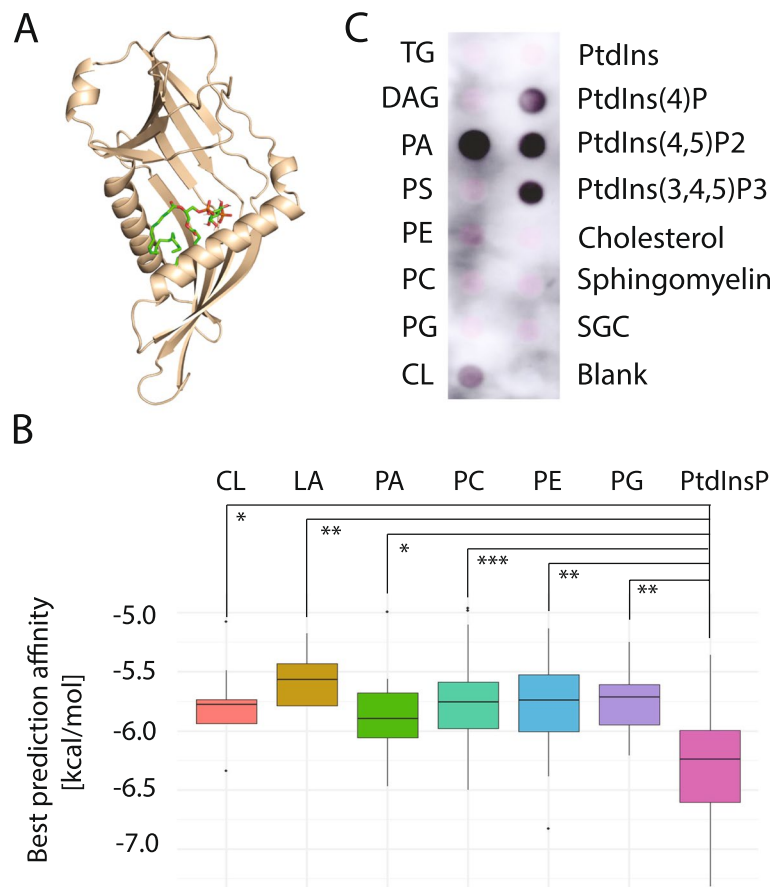 A
C
TG PtdIns
DAG PtdIns(4)P
PA PtdIns(4,5)P2
PS PtdIns(3,4,5)P3
PE Cholesterol
PC Sphingomyelin
PG SGC
CL Blank
B
CL LA PA PC PE PG PtdInsP
*
**
*
***
**
**
Best prediction affinity
[kcal/mol]
-5.0
-5.5
-6.0
-6.5
-7.0